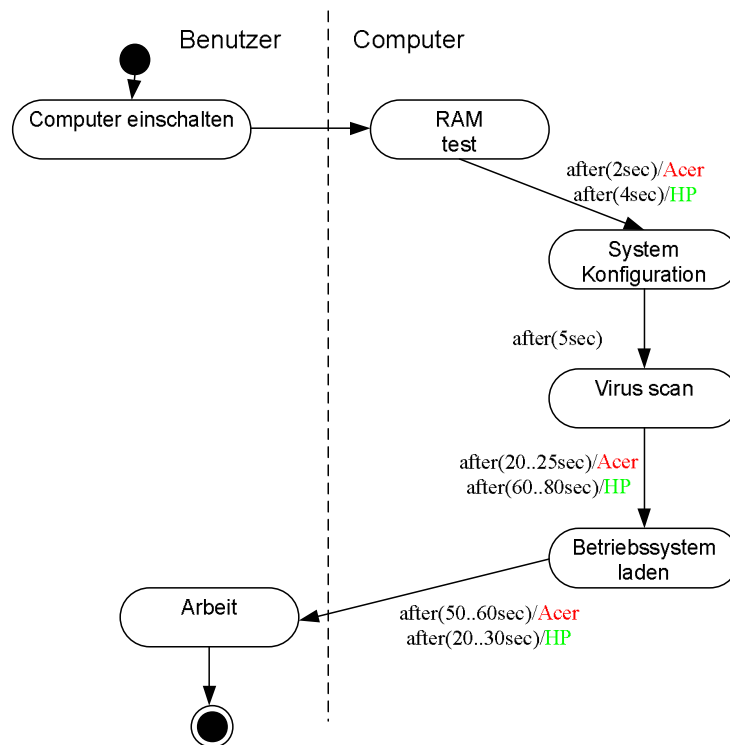 Benutzer
Computer
Computer einschalten
RAM
test
after(2sec)/Acer
after(4sec)/HP
System
Konfiguration
after(5sec)
Virus scan
after(20..25sec)/Acer
after(60..80sec)/HP
Betriebssystem
laden
after(50..60sec)/Acer
after(20..30sec)/HP
Arbeit